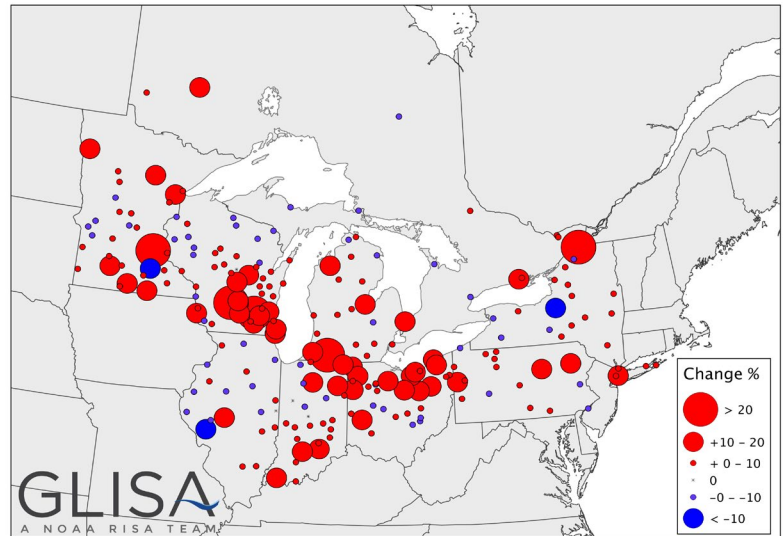 Change %
> 20
+10 - 20
+ 0 - 10
0
-0 - -10
< -10
GLISA
A NOAA RISA TEAM